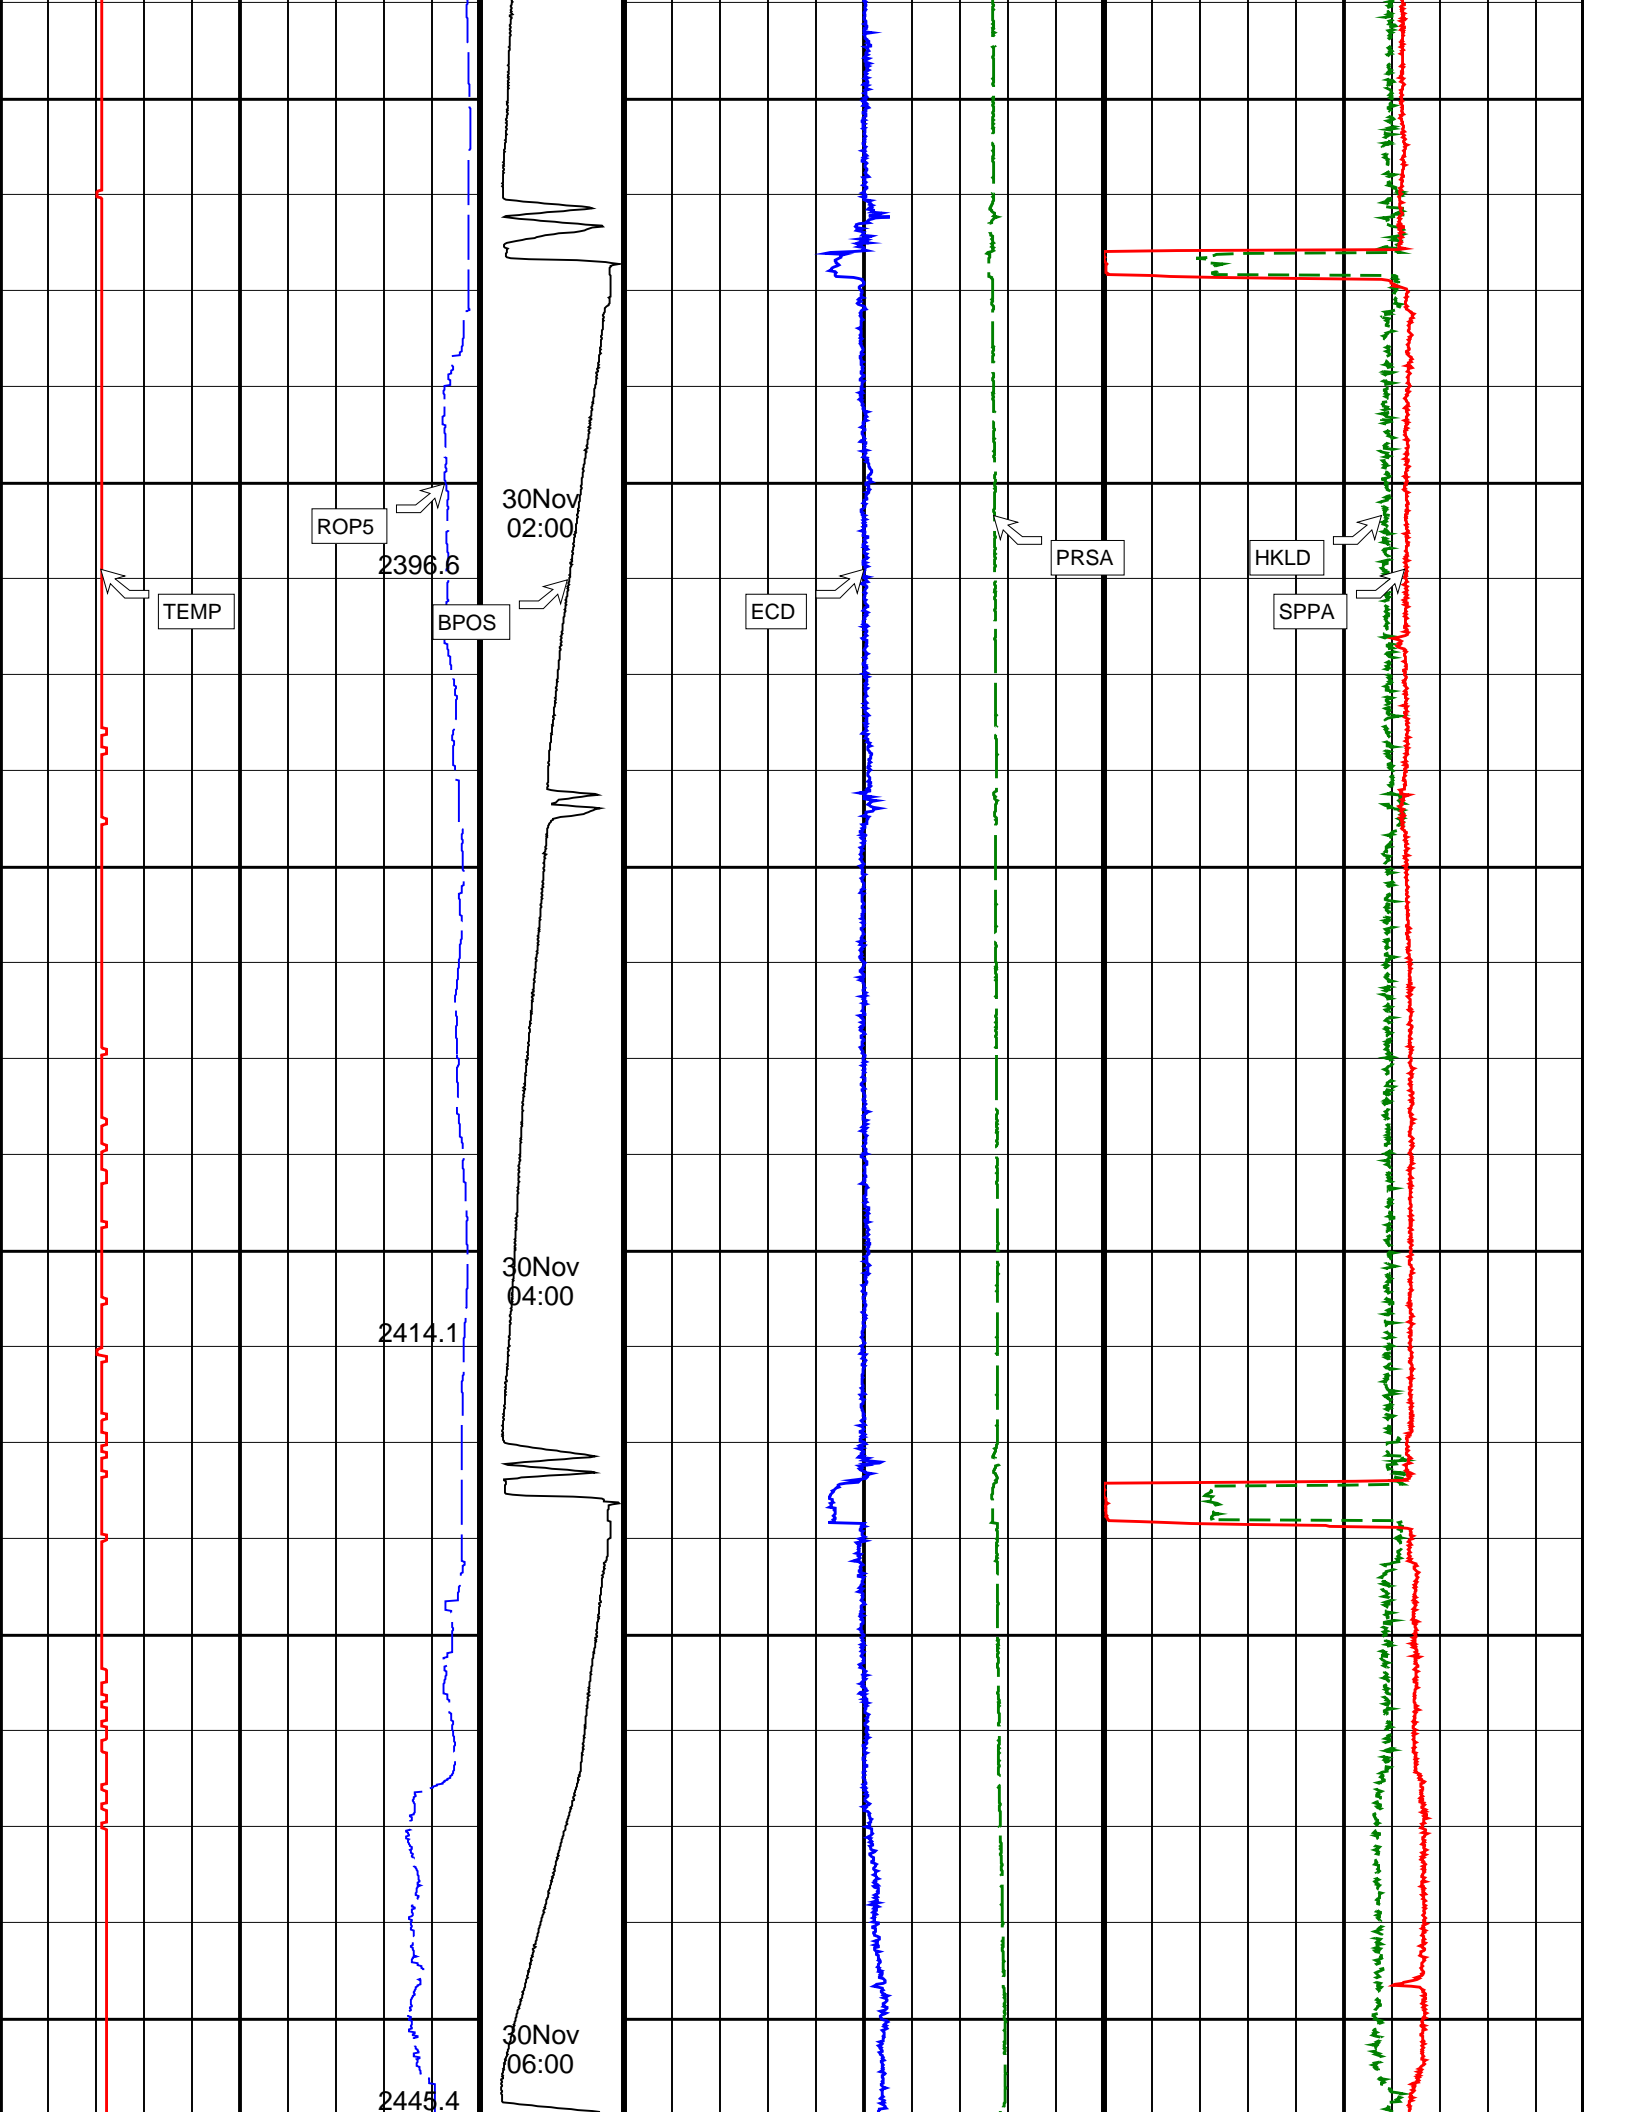 30Nov
02:00
ROP5
PRSA
HKLD
2396.6
TEMP
BPOS
ECD
SPPA
30Nov
04:00
2414.1
30Nov
06:00
2445.4